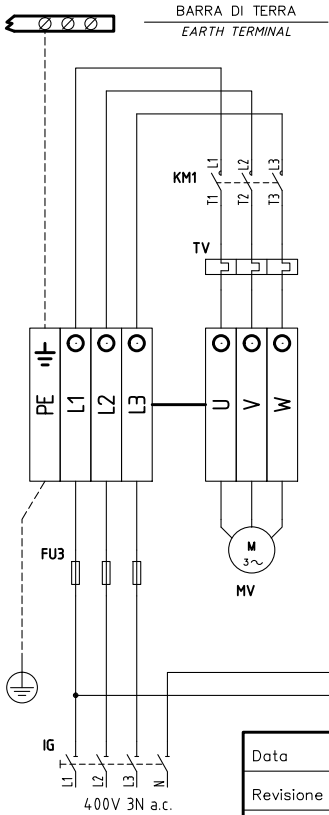 BARRA DI TERRA
EARTH TERMINAL
L1 L2 L3
KM1
T1 T2 T3
TV
PE L1 L2 L3 U V W
FU3
M
3~
MV
IG
L1 L2 L3 N
400V 3N a.c.
Data
Revisione